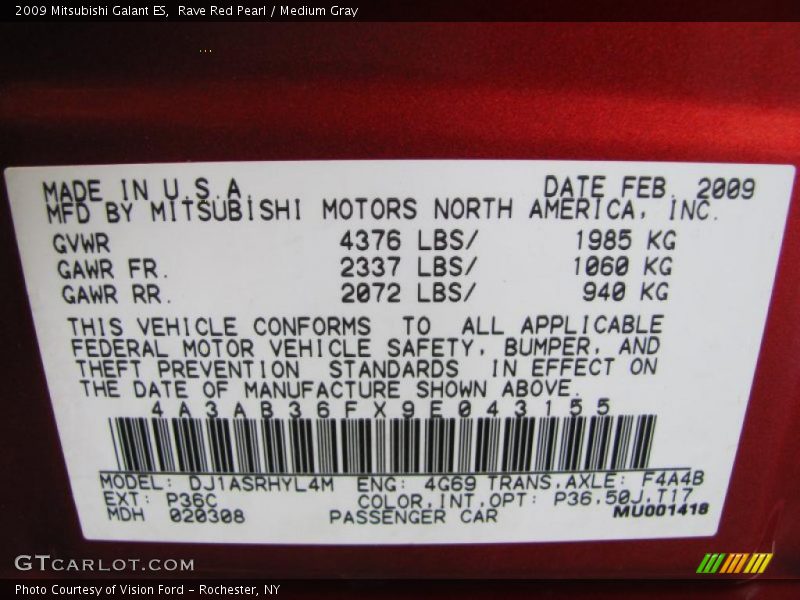 2009 Mitsubishi Galant ES, Rave Red Pearl / Medium Gray
MADE IN U.S.A. DATE FEB. 2009
MFD BY MITSUBISHI MOTORS NORTH AMERICA, INC.
GVWR 4376 LBS/ 1985 KG
GAWR FR. 2337 LBS/ 1060 KG
GAWR RR. 2072 LBS/ 940 KG
THIS VEHICLE CONFORMS TO ALL APPLICABLE
FEDERAL MOTOR VEHICLE SAFETY, BUMPER, AND
THEFT PREVENTION STANDARDS IN EFFECT ON
THE DATE OF MANUFACTURE SHOWN ABOVE.
4A3AB36FX9E043155
MODEL: DJ1ASRHYL4M ENG: 4G69 TRANS.AXLE: F4A4B
EXT: P36C COLOR,INT,OPT: P36.50J.T17
MDH 020308 PASSENGER CAR MU001418
GTCARLOT.COM
Photo Courtesy of Vision Ford - Rochester, NY